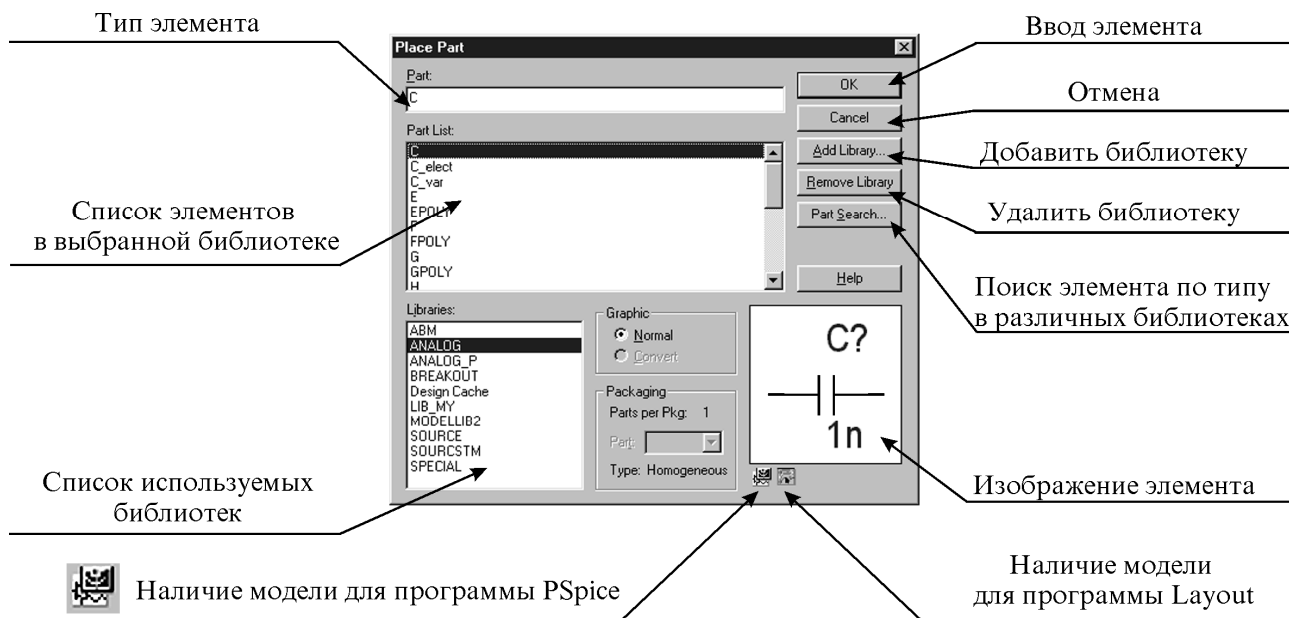 Тип элемента
Ввод элемента
Place Part
Part:
C
OK
Отмена
Cancel
Part List:
Add Library...
Добавить библиотеку
C
C_elect
C_var
E
EPOLY
F
FPOLY
G
GPOLY
H
Remove Library
Удалить библиотеку
Part Search...
Список элементов
в выбранной библиотеке
Help
Поиск элемента по типу
в различных библиотеках
Libraries:
ABM
ANALOG
ANALOG_P
BREAKOUT
Design Cache
LIB_MY
MODELLIB2
SOURCE
SOURCSTM
SPECIAL
Graphic
Normal
Convert
Packaging
Parts per Pkg: 1
Part:
Type: Homogeneous
C?
1n
Список используемых
библиотек
Изображение элемента
Наличие модели для программы PSpice
Наличие модели
для программы Layout